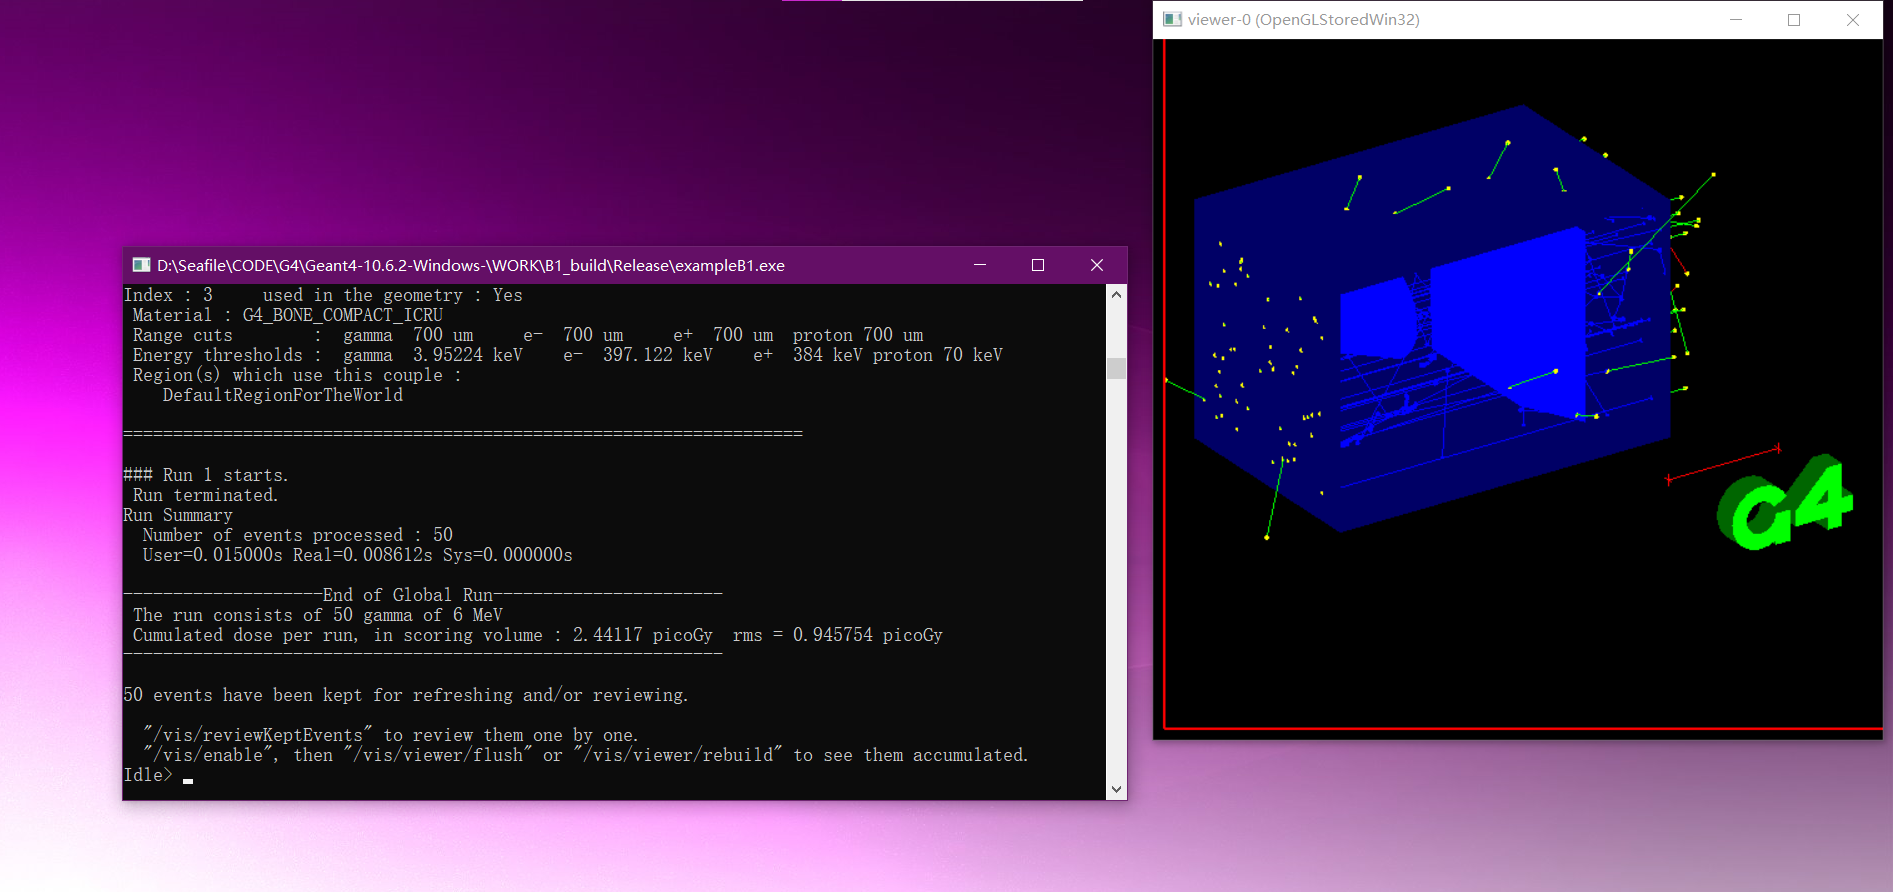 viewer-0 (OpenGLStoredWin32)
G4
D:\Seafile\CODE\G4\Geant4-10.6.2-Windows-\WORK\B1_build\Release\exampleB1.exe
Index : 3     used in the geometry : Yes
Material : G4_BONE_COMPACT_ICRU
Range cuts        :  gamma  700 um     e-  700 um     e+  700 um  proton 700 um
Energy thresholds :  gamma  3.95224 keV    e-  397.122 keV    e+  384 keV proton 70 keV
Region(s) which use this couple :
DefaultRegionForTheWorld
====================================================================
### Run 1 starts.
Run terminated.
Run Summary
Number of events processed : 50
User=0.015000s Real=0.008612s Sys=0.000000s
--------------------End of Global Run-----------------------
The run consists of 50 gamma of 6 MeV
Cumulated dose per run, in scoring volume : 2.44117 picoGy  rms = 0.945754 picoGy
------------------------------------------------------------
50 events have been kept for refreshing and/or reviewing.
"/vis/reviewKeptEvents" to review them one by one.
"/vis/enable", then "/vis/viewer/flush" or "/vis/viewer/rebuild" to see them accumulated.
Idle> _